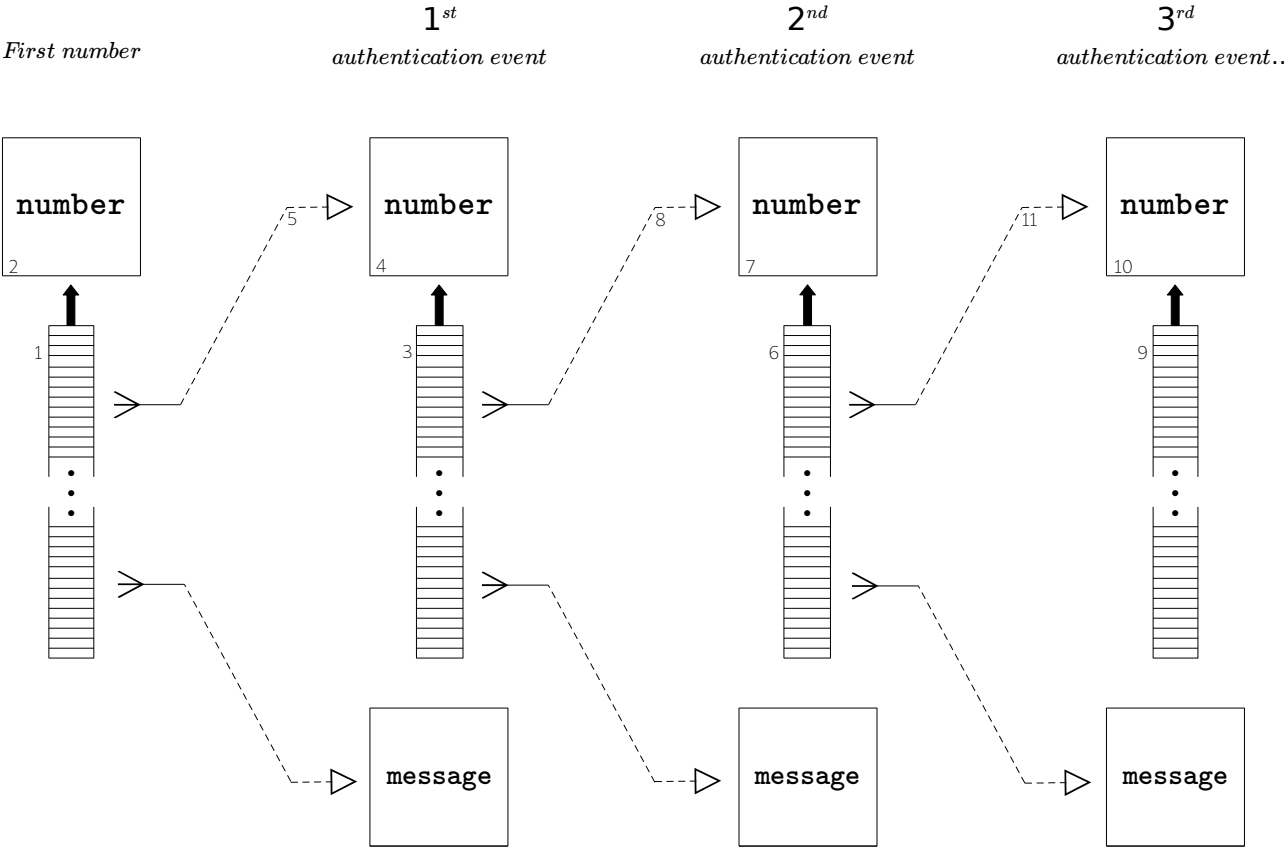 First number
1st
authentication event
2nd
authentication event
3rd
authentication event..
number
2
5
number
4
8
number
7
11
number
10
1
3
6
9
message
message
message